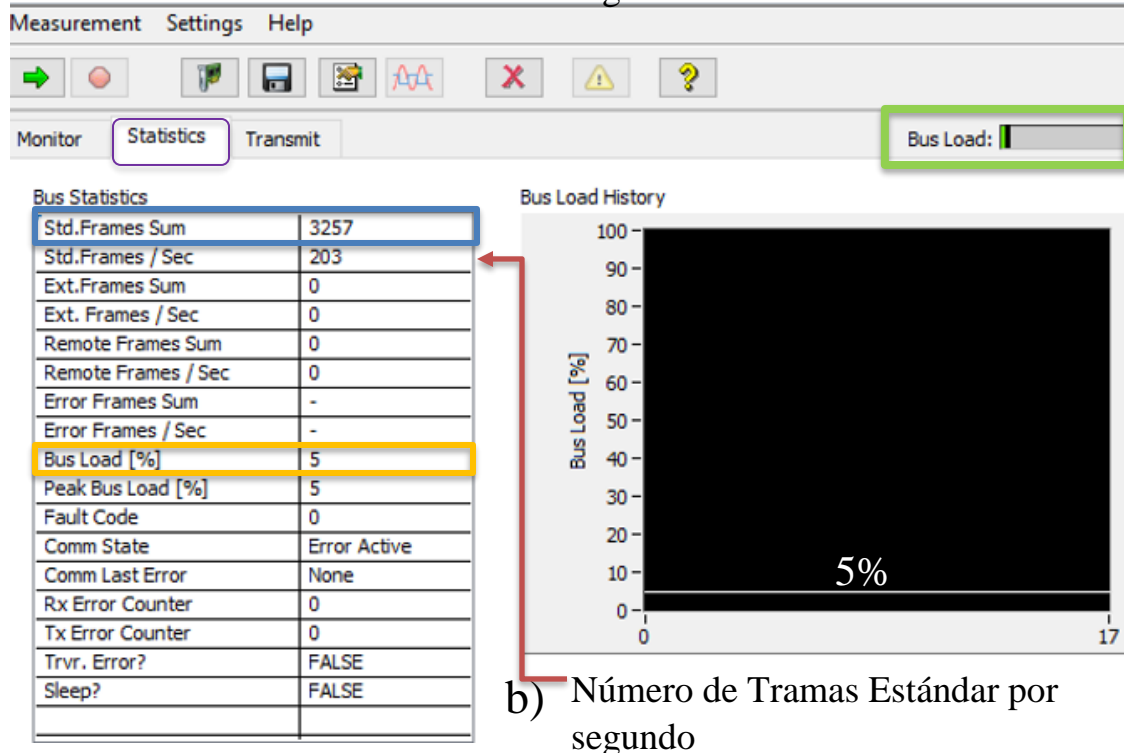 Measurement Settings Help
Monitor Statistics Transmit
Bus Load:
Bus Statistics
Std.Frames Sum 3257
Std.Frames / Sec 203
Ext.Frames Sum 0
Ext. Frames / Sec 0
Remote Frames Sum 0
Remote Frames / Sec 0
Error Frames Sum -
Error Frames / Sec -
Bus Load [%] 5
Peak Bus Load [%] 5
Fault Code 0
Comm State Error Active
Comm Last Error None
Rx Error Counter 0
Tx Error Counter 0
Trvr. Error? FALSE
Sleep? FALSE
Bus Load History
Bus Load [%]
100
90
80
70
60
50
40
30
20
10
0
5%
0 17
b) Número de Tramas Estándar por
segundo